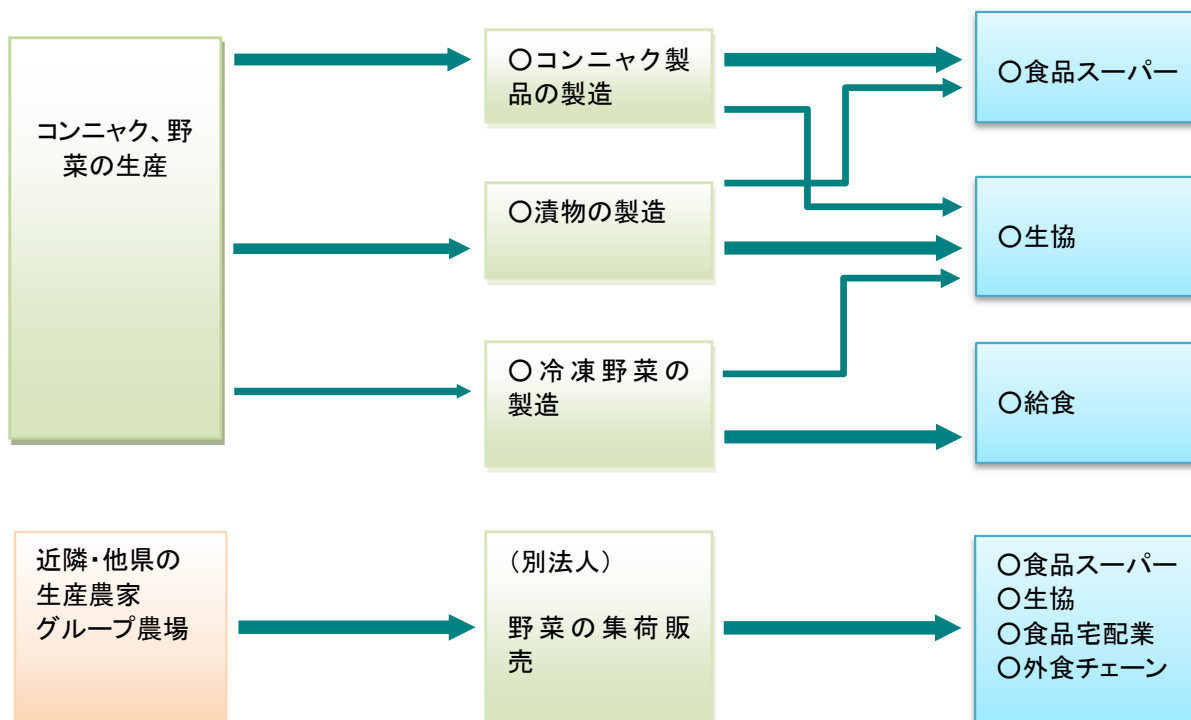 コンニャク、野
菜の生産
〇コンニャク製
品の製造
〇食品スーパー
〇漬物の製造
〇生協
〇冷凍野菜の
製造
〇給食
近隣・他県の
生産農家
グループ農場
（別法人）
野菜の集荷販
売
〇食品スーパー
〇生協
〇食品宅配業
〇外食チェーン